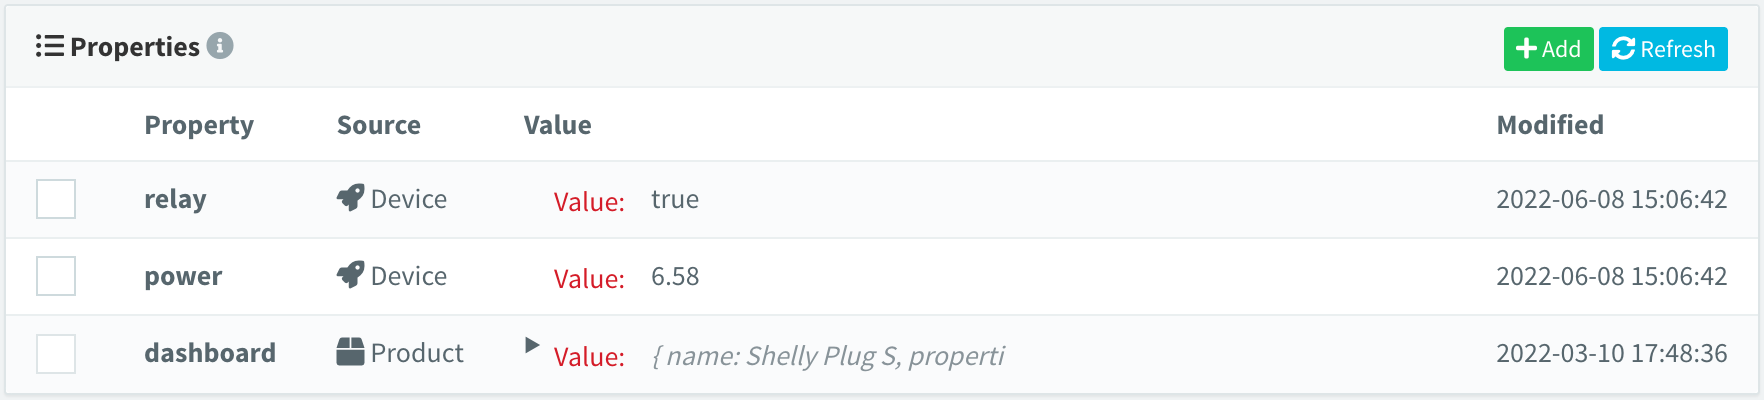 Properties
Add Refresh
Property Source Value Modified
relay Device Value: true 2022-06-08 15:06:42
power Device Value: 6.58 2022-06-08 15:06:42
dashboard Product Value: { name: Shelly Plug S, properti 2022-03-10 17:48:36